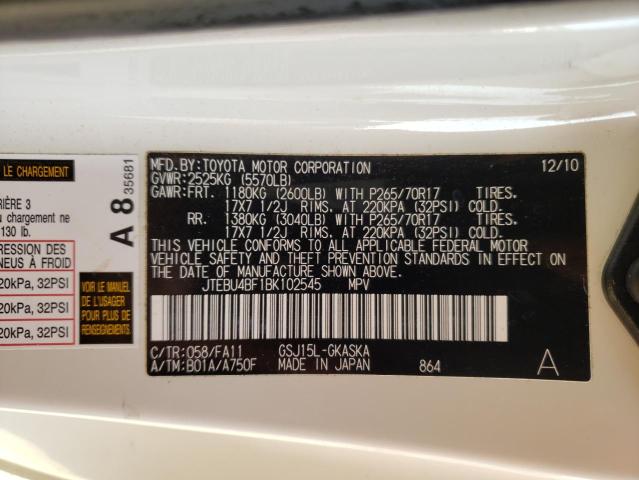 LE CHARGEMENT
RIÈRE 3
u chargement ne
130 lb.
RESSION DES
NEUS À FROID
20kPa, 32PSI
20kPa, 32PSI
20kPa, 32PSI
VOIR LE MANUEL
DE L'USAGER
POUR PLUS DE
RENSEIGNEMENTS
A 8 35681
MFD.BY:TOYOTA MOTOR CORPORATION 12/10
GVWR:2525KG (5570LB)
GAWR:FRT. 1180KG (2600LB) WITH P265/70R17 TIRES.
17X7 1/2J RIMS. AT 220KPA (32PSI) COLD.
RR. 1380KG (3040LB) WITH P265/70R17 TIRES.
17X7 1/2J RIMS. AT 220KPA (32PSI) COLD.
THIS VEHICLE CONFORMS TO ALL APPLICABLE FEDERAL MOTOR
VEHICLE SAFETY AND THEFT PREVENTION STANDARDS IN EFFECT
ON THE DATE OF MANUFACTURE SHOWN ABOVE.
JTEBU4BF1BK102545 MPV
C/TR:058/FA11 GSJ15L-GKASKA
A/TM:B01A/A750F MADE IN JAPAN 864 A